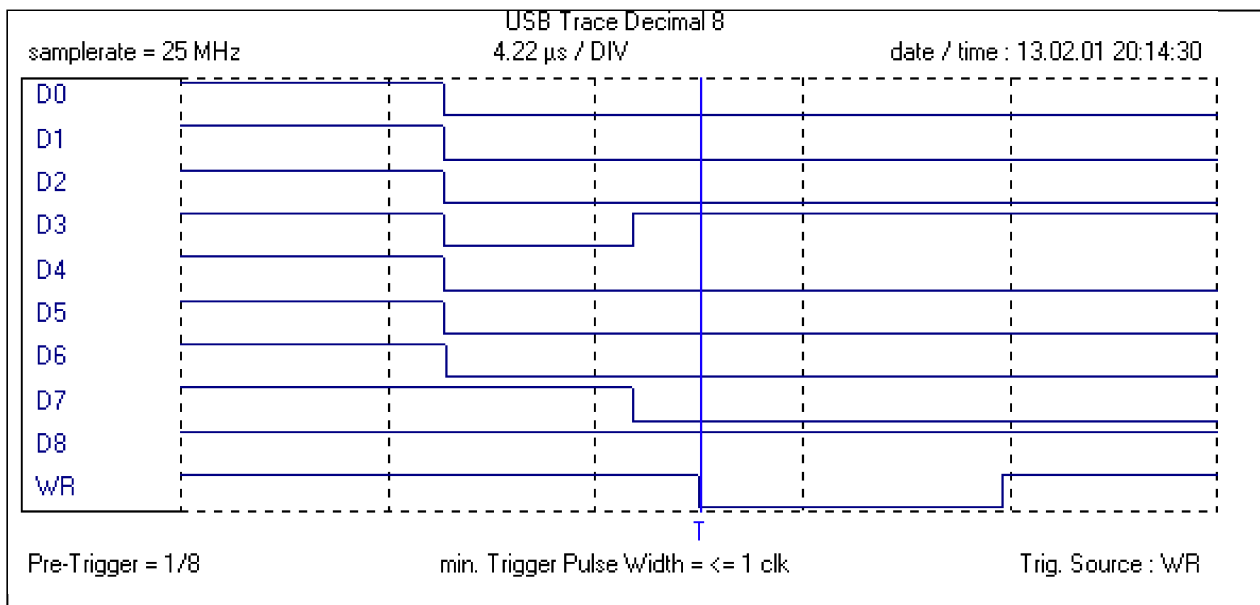 USB Trace Decimal 8
samplerate = 25 MHz 4.22 µs / DIV date / time : 13.02.01 20:14:30
D0
D1
D2
D3
D4
D5
D6
D7
D8
WR
T
Pre-Trigger = 1/8 min. Trigger Pulse Width = <= 1 clk Trig. Source : WR